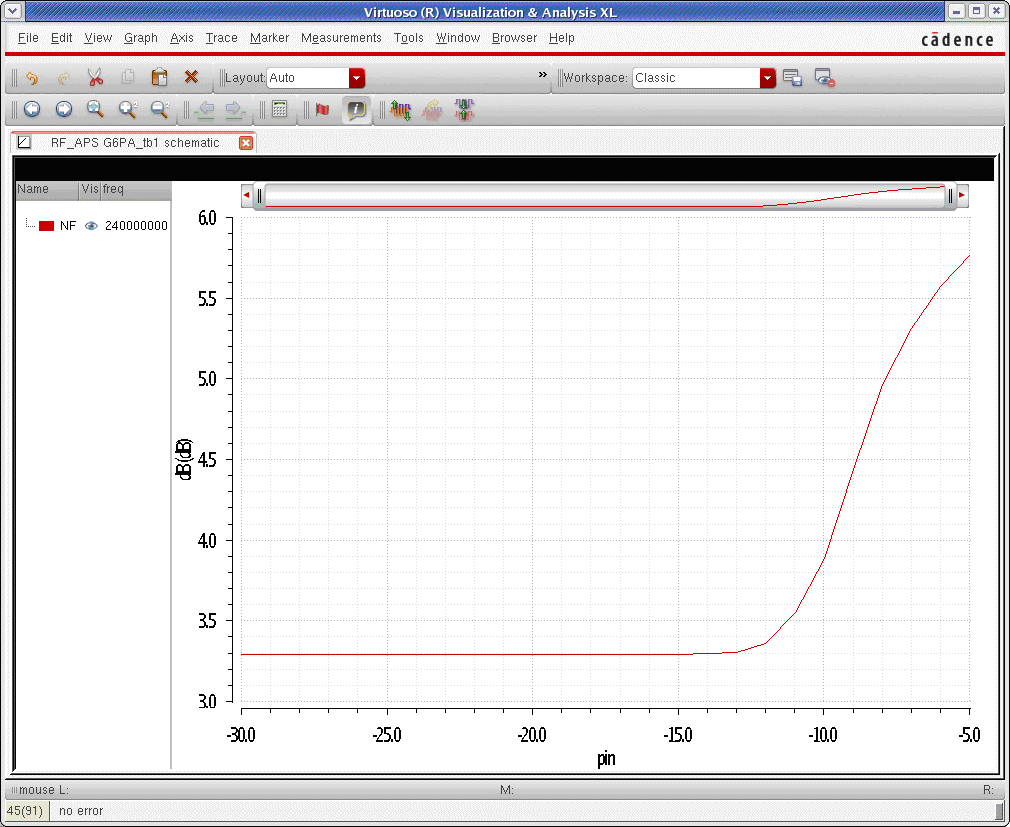 Virtuoso (R) Visualization & Analysis XL
File Edit View Graph Axis Trace Marker Measurements Tools Window Browser Help
cādence
Layout: Auto » Workspace: Classic
RF_APS G6PA_tb1 schematic
Name Vis freq
NF 240000000
6.0
5.5
5.0
4.5
4.0
3.5
3.0
dB(dB)
-30.0 -25.0 -20.0 -15.0 -10.0 -5.0
pin
mouse L: M: R:
45(91) no error